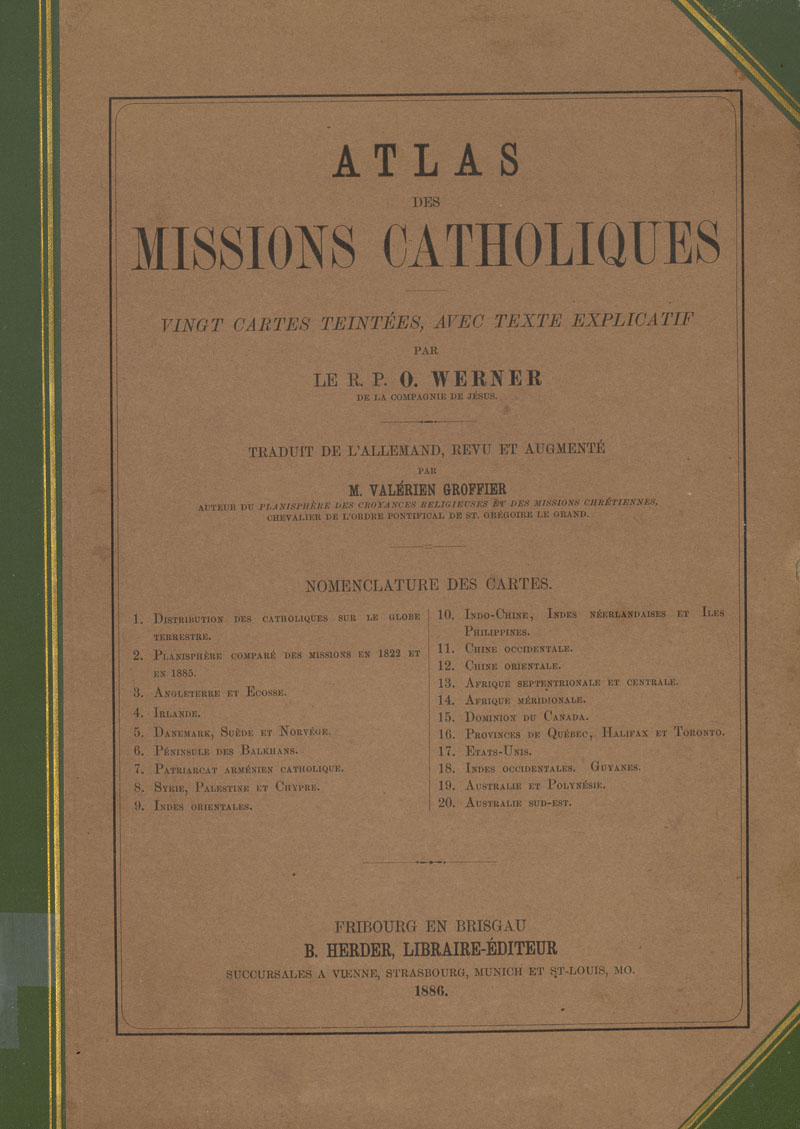 ATLAS
DES
MISSIONS CATHOLIQUES
VINGT CARTES TEINTÉES, AVEC TEXTE EXPLICATIF
PAR
LE R. P. O. WERNER
DE LA COMPAGNIE DE JÉSUS.
TRADUIT DE L'ALLEMAND, REVU ET AUGMENTÉ
PAR
M. VALÉRIEN GROFFIER
AUTEUR DU PLANISPHÈRE DES CROYANCES RELIGIEUSES ET DES MISSIONS CHRÉTIENNES,
CHEVALIER DE L'ORDRE PONTIFICAL DE ST. GRÉGOIRE LE GRAND.
NOMENCLATURE DES CARTES.
1. Distribution des catholiques sur le globe
terrestre.
2. Planisphère comparé des missions en 1822 et
en 1885.
3. Angleterre et Ecosse.
4. Irlande.
5. Danemark, Suède et Norvége.
6. Péninsule des Balkhans.
7. Patriarcat arménien catholique.
8. Syrie, Palestine et Chypre.
9. Indes orientales.
10. Indo-Chine, Indes néerlandaises et Iles
Philippines.
11. Chine occidentale.
12. Chine orientale.
13. Afrique septentrionale et centrale.
14. Afrique méridionale.
15. Dominion du Canada.
16. Provinces de Québec, Halifax et Toronto.
17. Etats-Unis.
18. Indes occidentales. Guyanes.
19. Australie et Polynésie.
20. Australie sud-est.
FRIBOURG EN BRISGAU
B. HERDER, LIBRAIRE-ÉDITEUR
SUCCURSALES A VIENNE, STRASBOURG, MUNICH ET ST-LOUIS, MO.
1886.